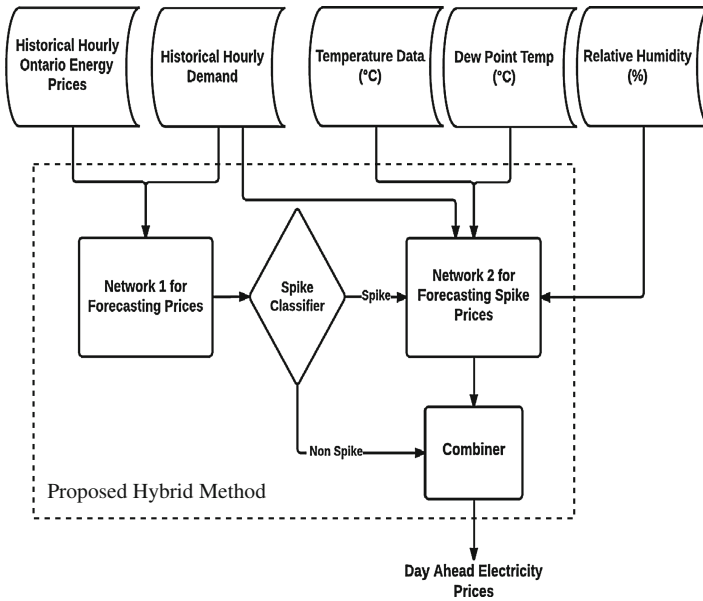 Historical Hourly
Ontario Energy
Prices
Historical Hourly
Demand
Temperature Data
(°C)
Dew Point Temp
(°C)
Relative Humidity
(%)
Network 1 for
Forecasting Prices
Spike
Classifier
Spike
Network 2 for
Forecasting Spike
Prices
Non Spike
Combiner
Proposed Hybrid Method
Day Ahead Electricity
Prices